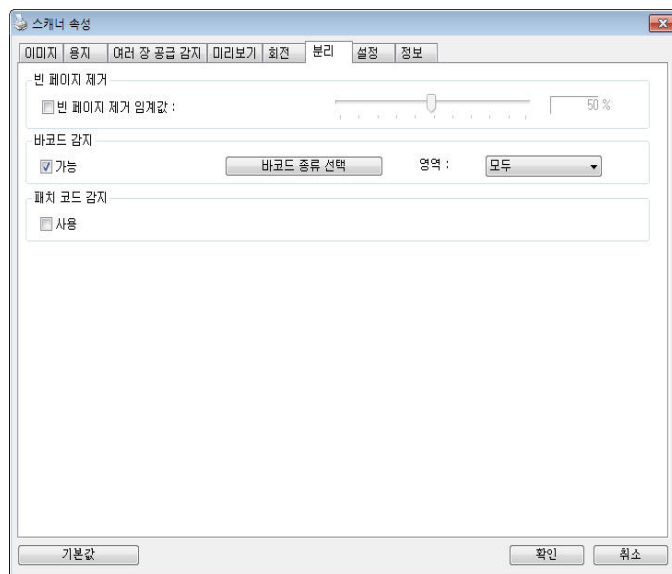 스캐너 속성
이미지 용지 여러 장 공급 감지 미리보기 회전 분리 설정 정보
빈 페이지 제거
빈 페이지 제거 임계값 : 50 %
바코드 감지
가능 바코드 종류 선택 영역 : 모두
패치 코드 감지
사용
기본값 확인 취소